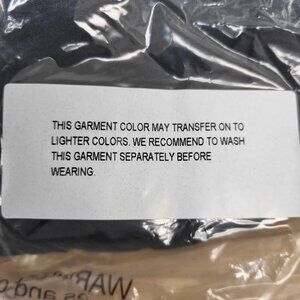 THIS GARMENT COLOR MAY TRANSFER ON TO
LIGHTER COLORS. WE RECOMMEND TO WASH
THIS GARMENT SEPARATELY BEFORE
WEARING.